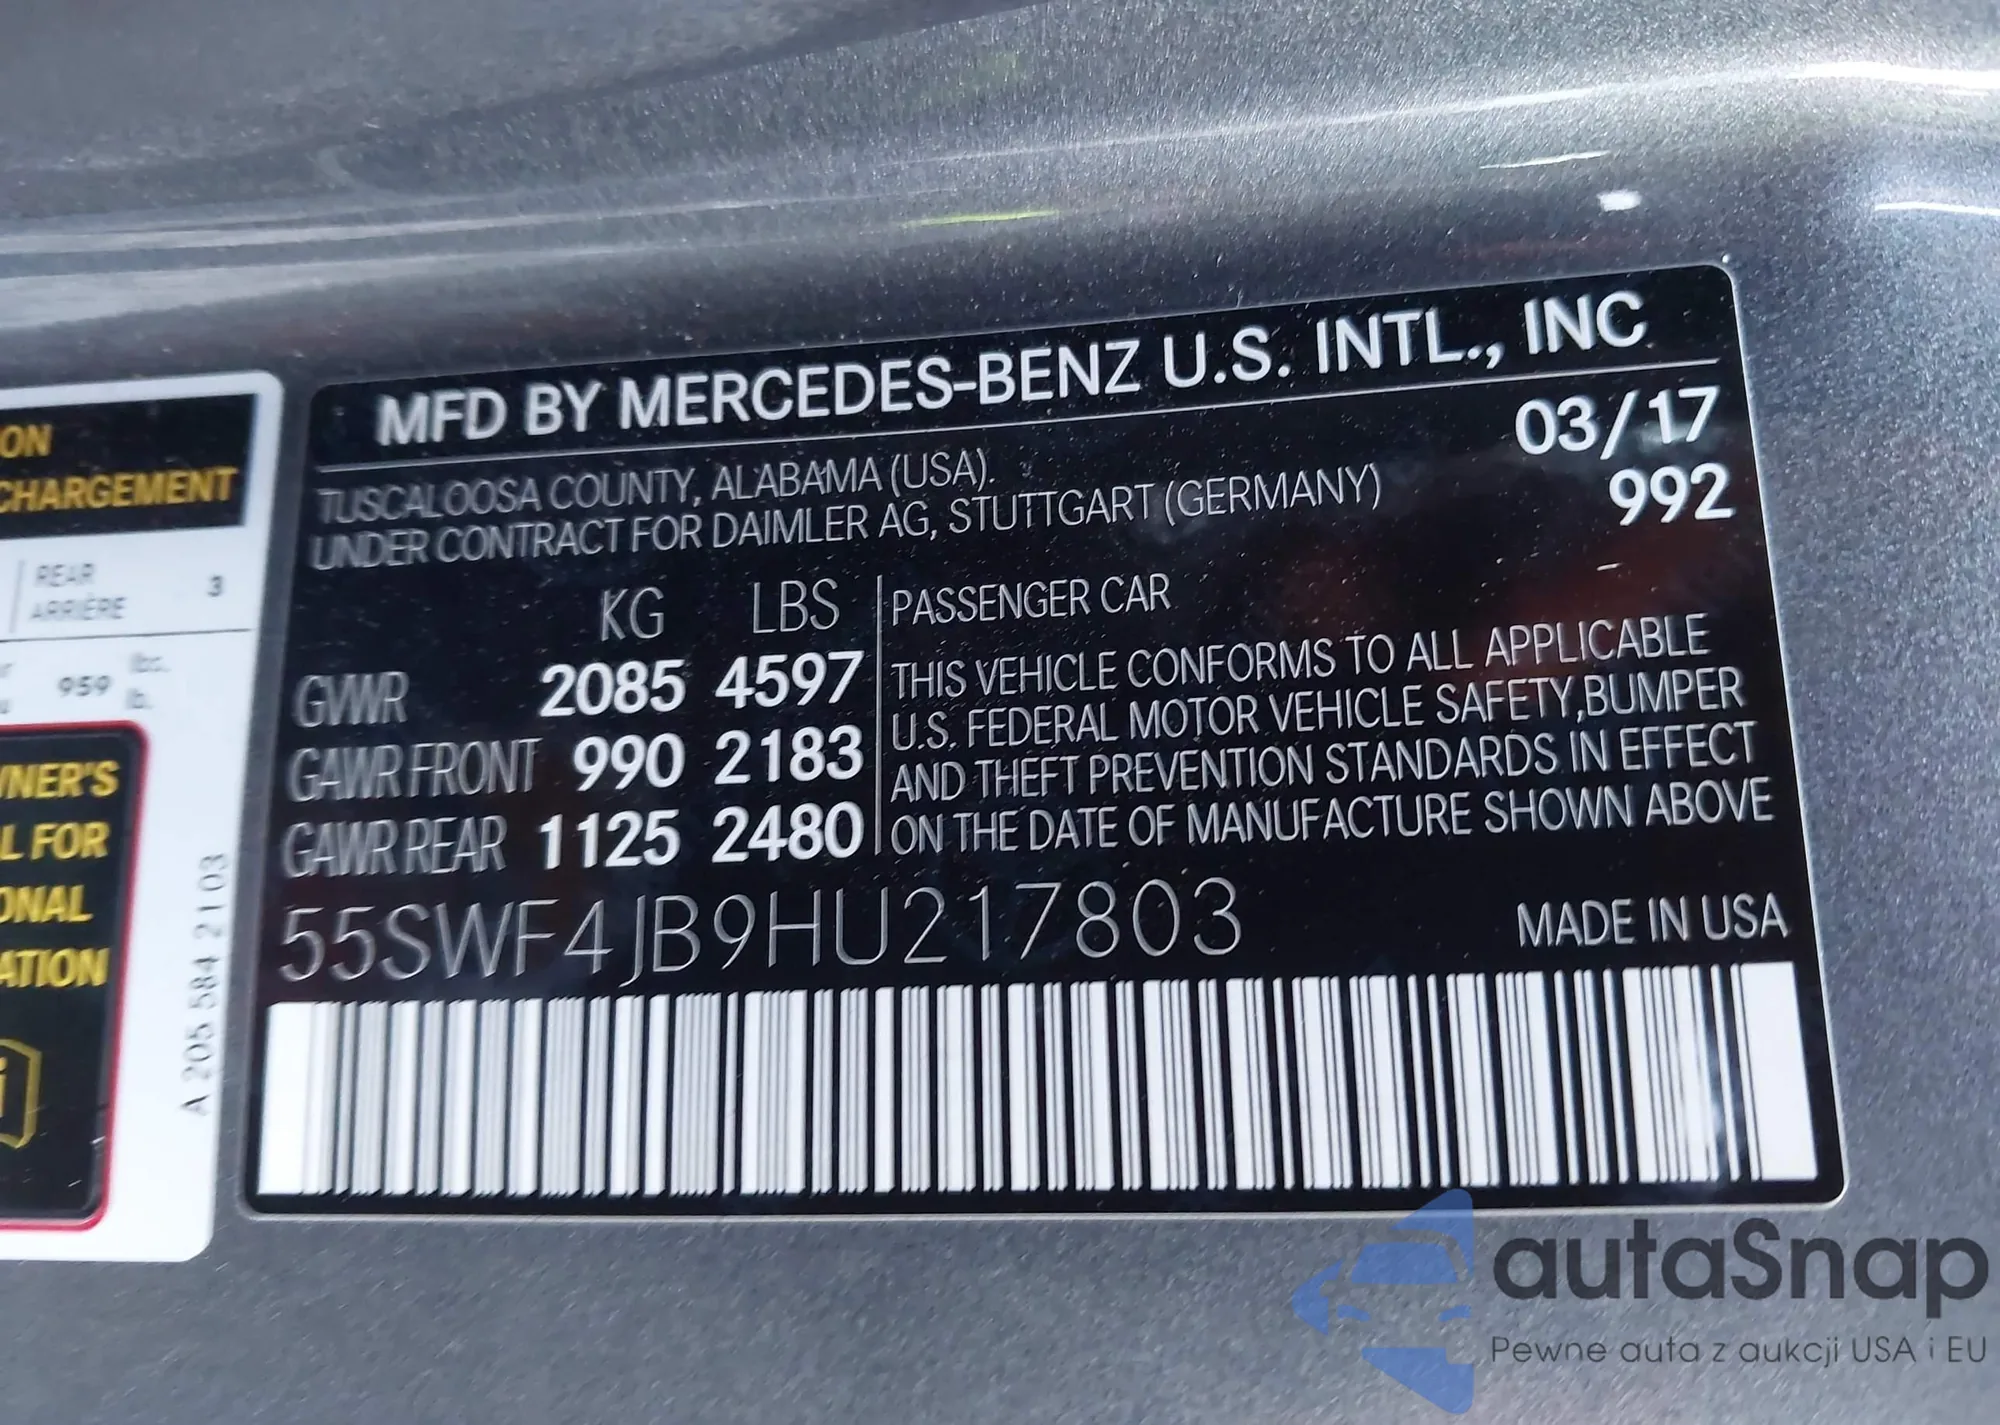 ON
CHARGEMENT
REAR
ARRIÈRE
3
959
lbs.
lb.
WNER'S
L FOR
ONAL
ATION
A 205 584 21 03
MFD BY MERCEDES-BENZ U.S. INTL., INC
03/17
TUSCALOOSA COUNTY, ALABAMA (USA).
UNDER CONTRACT FOR DAIMLER AG, STUTTGART (GERMANY)
992
KG LBS
GVWR 2085 4597
GAWR FRONT 990 2183
GAWR REAR 1125 2480
PASSENGER CAR
THIS VEHICLE CONFORMS TO ALL APPLICABLE
U.S. FEDERAL MOTOR VEHICLE SAFETY,BUMPER
AND THEFT PREVENTION STANDARDS IN EFFECT
ON THE DATE OF MANUFACTURE SHOWN ABOVE
55SWF4JB9HU217803
MADE IN USA
autaSnap
Pewne auta z aukcji USA i EU